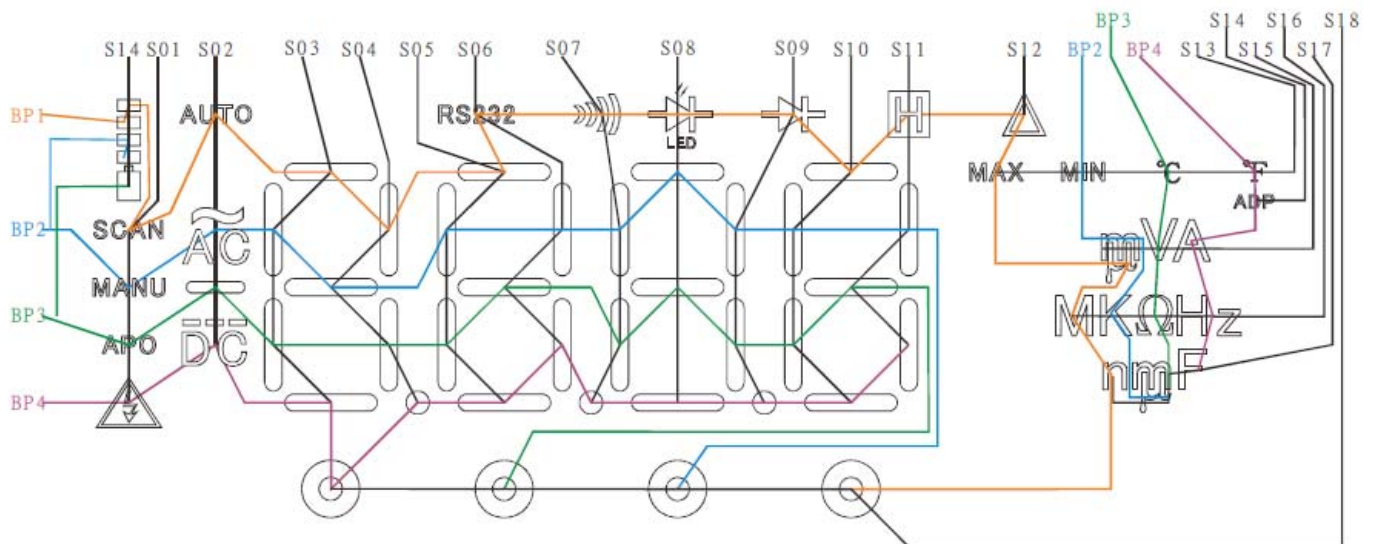 BP3 S14 S16 S18
S14 S01 S02 S03 S04 S05 S06 S07 S08 S09 S10 S11 S12 BP2 BP4 S13 S15 S17
BP1 AUTO RS232 H
LED
MAX MIN °C °F
ADP
BP2 SCAN AC mVA
µ
MANU
BP3 MKΩHz
APO DC
nmF
µ
BP4